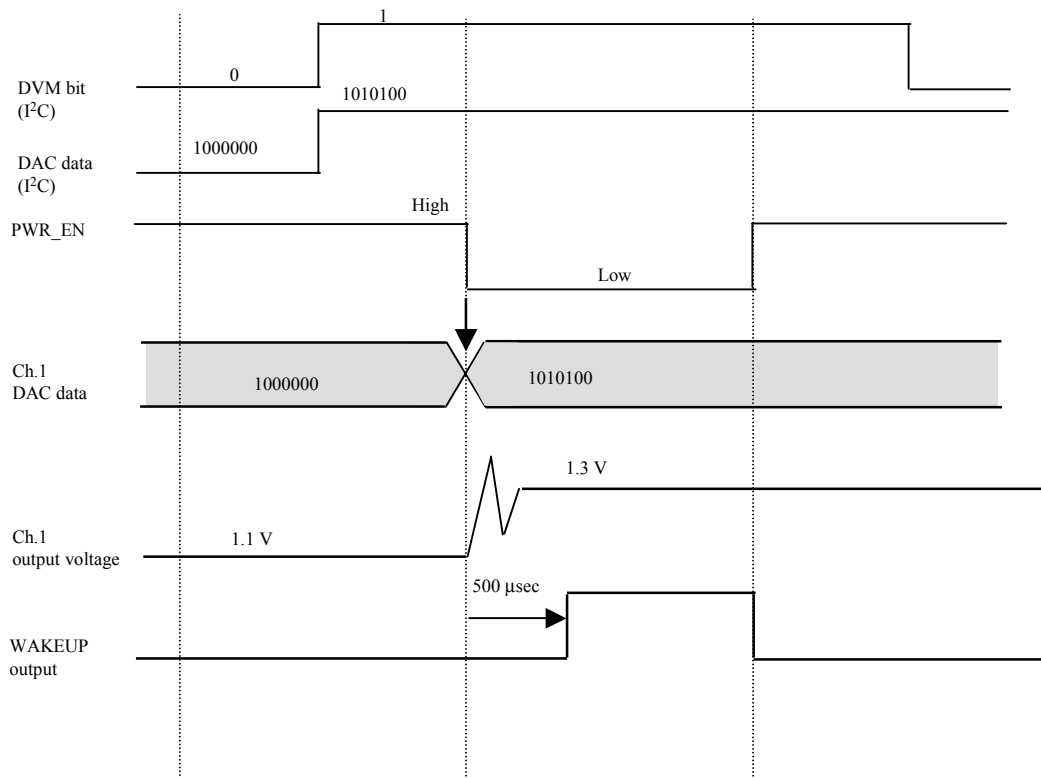 1
0
DVM bit
(I²C)
1010100
1000000
DAC data
(I²C)
High
PWR_EN
Low
Ch.1
DAC data
1000000
1010100
1.3 V
Ch.1
output voltage
1.1 V
500 μsec
WAKEUP
output